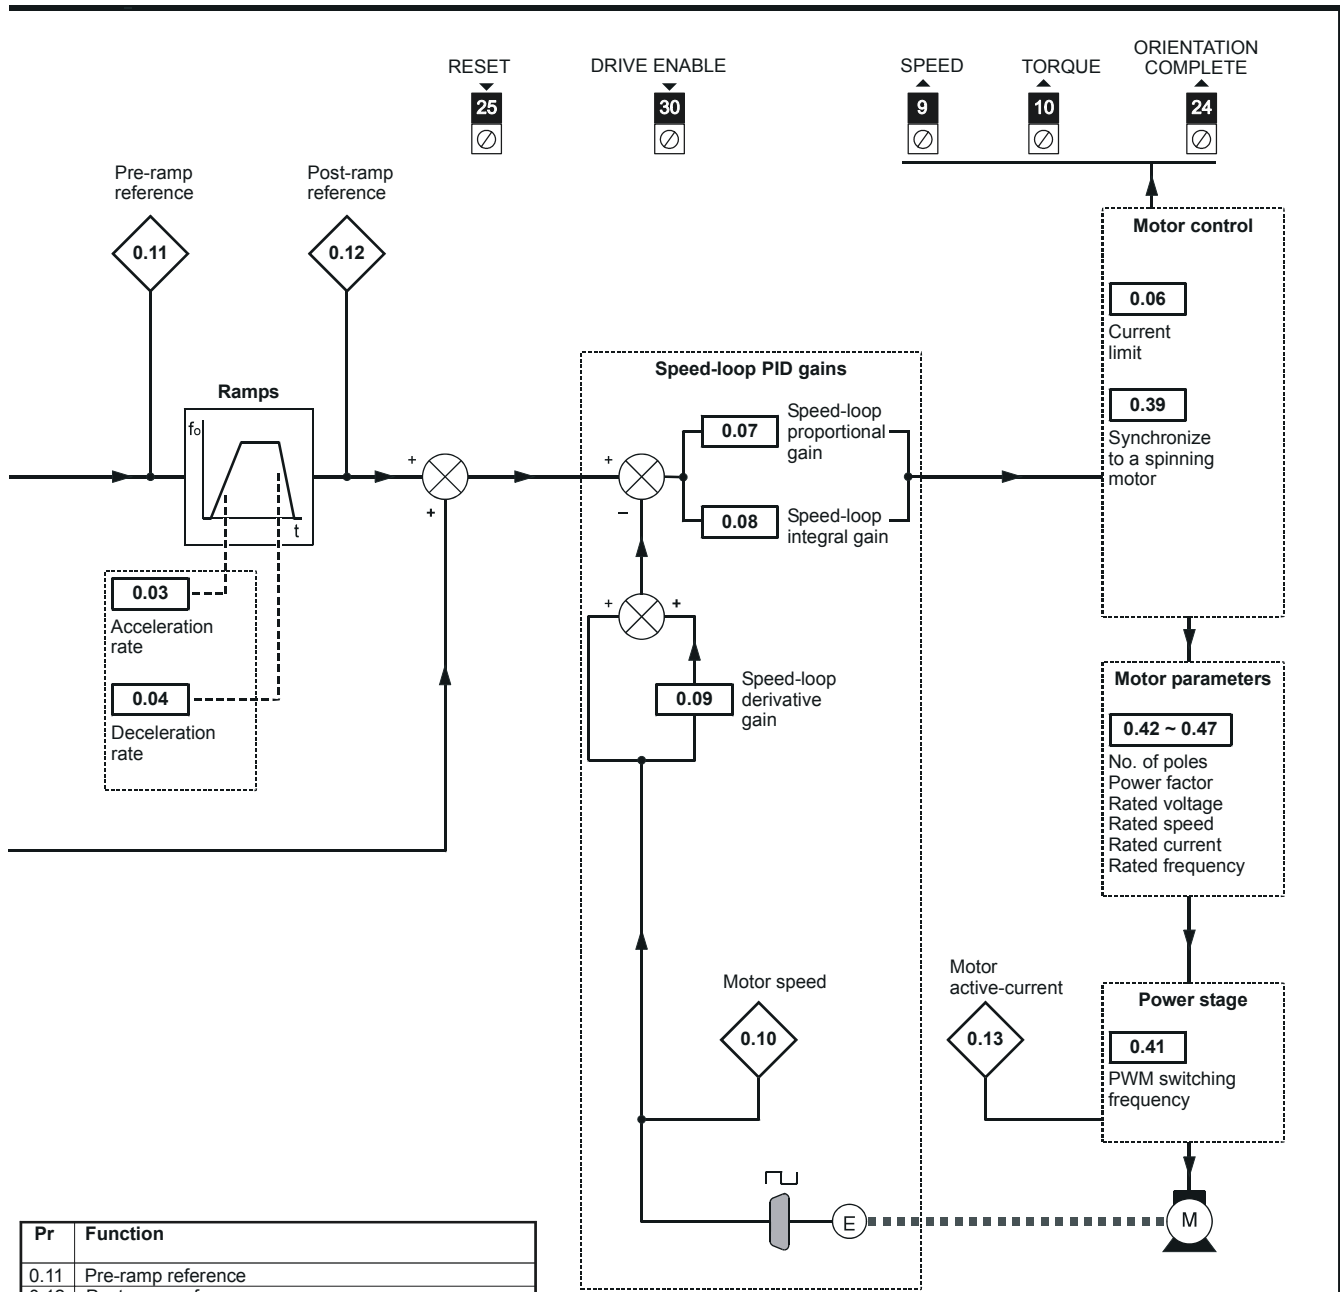 RESET
25
DRIVE ENABLE
30
SPEED
9
TORQUE
10
ORIENTATION
COMPLETE
24
Pre-ramp
reference
0.11
Post-ramp
reference
0.12
Ramps
fo
t
0.03
Acceleration
rate
0.04
Deceleration
rate
+
+
Speed-loop PID gains
+
–
0.07
Speed-loop
proportional
gain
0.08
Speed-loop
integral gain
+
+
0.09
Speed-loop
derivative
gain
Motor speed
0.10
E
Motor control
0.06
Current
limit
0.39
Synchronize
to a spinning
motor
Motor parameters
0.42 ~ 0.47
No. of poles
Power factor
Rated voltage
Rated speed
Rated current
Rated frequency
Motor
active-current
0.13
Power stage
0.41
PWM switching
frequency
M
Pr Function
0.11 Pre-ramp reference